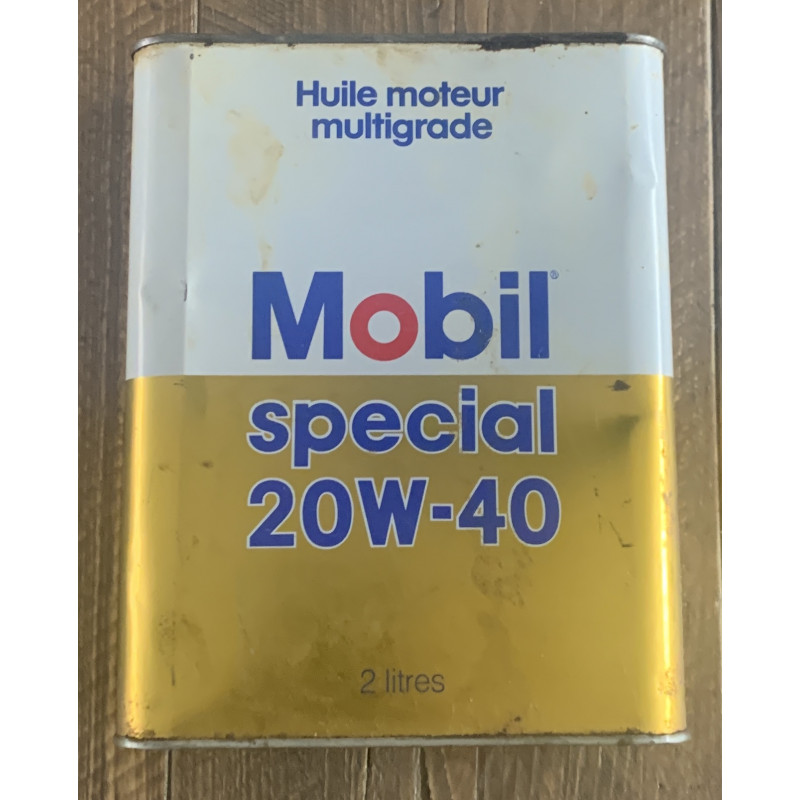 Huile moteur
multigrade
Mobil®
special
20W-40
2 litres